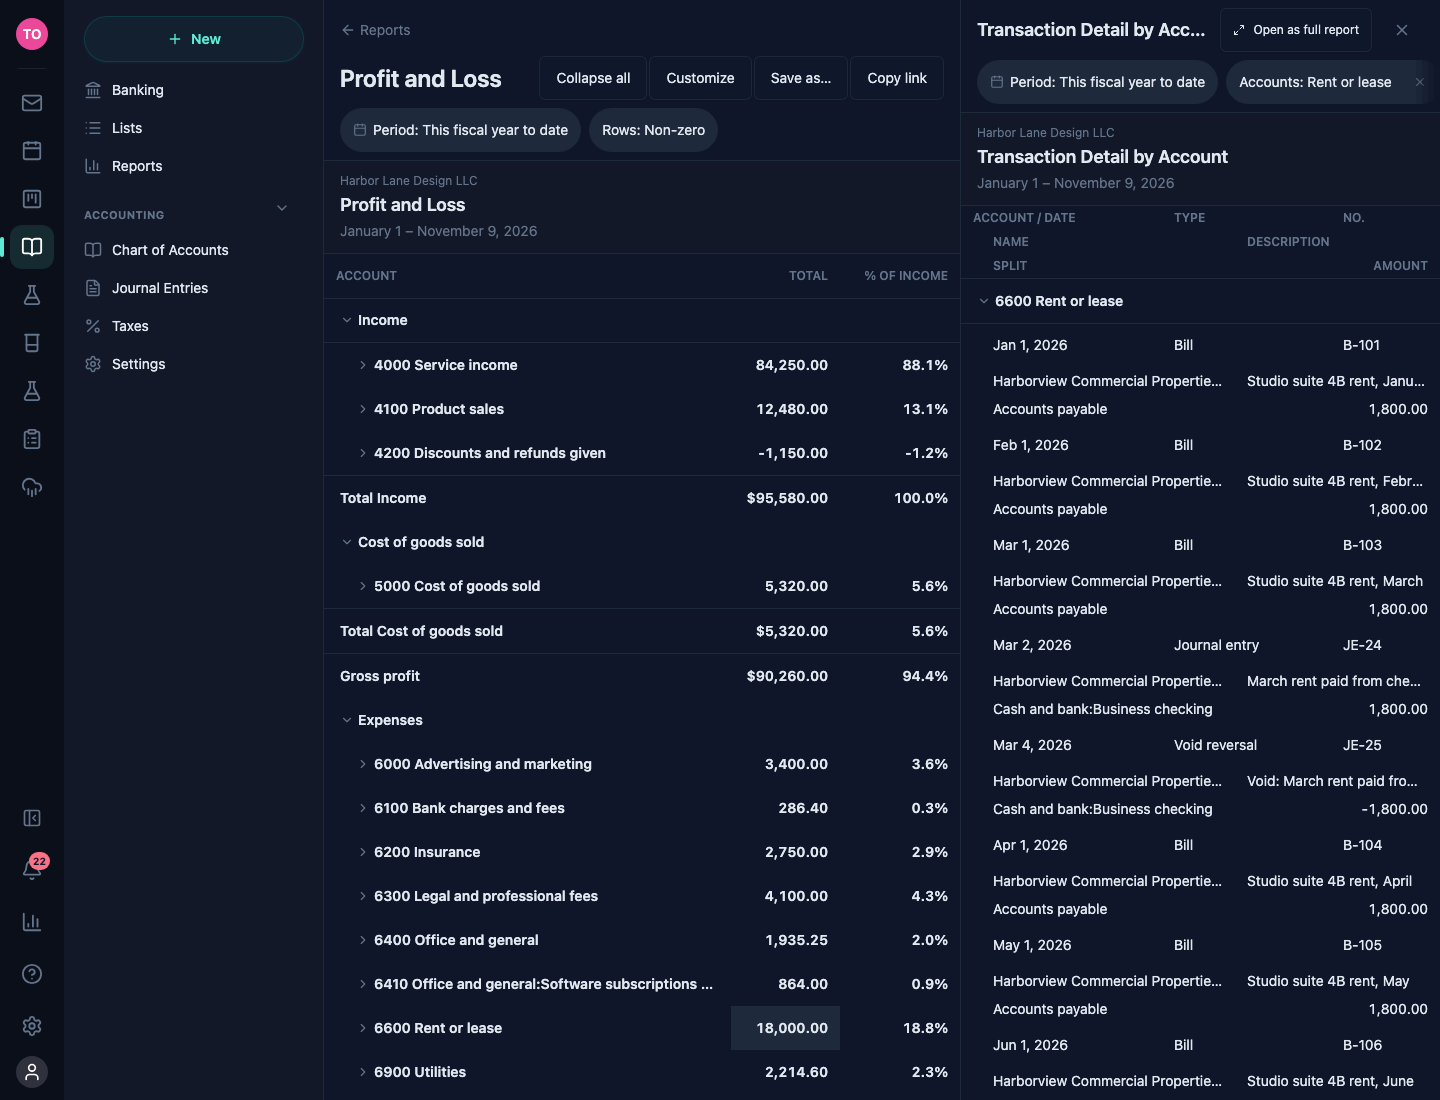 TO
New
Banking
Lists
Reports
ACCOUNTING
Chart of Accounts
Journal Entries
Taxes
Settings
22
Reports
Profit and Loss
Collapse all
Customize
Save as...
Copy link
Period: This fiscal year to date
Rows: Non-zero
Harbor Lane Design LLC
Profit and Loss
January 1 – November 9, 2026
ACCOUNT TOTAL % OF INCOME
Income
4000 Service income 84,250.00 88.1%
4100 Product sales 12,480.00 13.1%
4200 Discounts and refunds given -1,150.00 -1.2%
Total Income $95,580.00 100.0%
Cost of goods sold
5000 Cost of goods sold 5,320.00 5.6%
Total Cost of goods sold $5,320.00 5.6%
Gross profit $90,260.00 94.4%
Expenses
6000 Advertising and marketing 3,400.00 3.6%
6100 Bank charges and fees 286.40 0.3%
6200 Insurance 2,750.00 2.9%
6300 Legal and professional fees 4,100.00 4.3%
6400 Office and general 1,935.25 2.0%
6410 Office and general:Software subscriptions ... 864.00 0.9%
6600 Rent or lease 18,000.00 18.8%
6900 Utilities 2,214.60 2.3%
Transaction Detail by Acc...
Open as full report
Period: This fiscal year to date
Accounts: Rent or lease
Harbor Lane Design LLC
Transaction Detail by Account
January 1 – November 9, 2026
ACCOUNT / DATE TYPE NO.
NAME DESCRIPTION
SPLIT AMOUNT
6600 Rent or lease
Jan 1, 2026 Bill B-101
Harborview Commercial Propertie... Studio suite 4B rent, Janu...
Accounts payable 1,800.00
Feb 1, 2026 Bill B-102
Harborview Commercial Propertie... Studio suite 4B rent, Febr...
Accounts payable 1,800.00
Mar 1, 2026 Bill B-103
Harborview Commercial Propertie... Studio suite 4B rent, March
Accounts payable 1,800.00
Mar 2, 2026 Journal entry JE-24
Harborview Commercial Propertie... March rent paid from che...
Cash and bank:Business checking 1,800.00
Mar 4, 2026 Void reversal JE-25
Harborview Commercial Propertie... Void: March rent paid fro...
Cash and bank:Business checking -1,800.00
Apr 1, 2026 Bill B-104
Harborview Commercial Propertie... Studio suite 4B rent, April
Accounts payable 1,800.00
May 1, 2026 Bill B-105
Harborview Commercial Propertie... Studio suite 4B rent, May
Accounts payable 1,800.00
Jun 1, 2026 Bill B-106
Harborview Commercial Propertie... Studio suite 4B rent, June